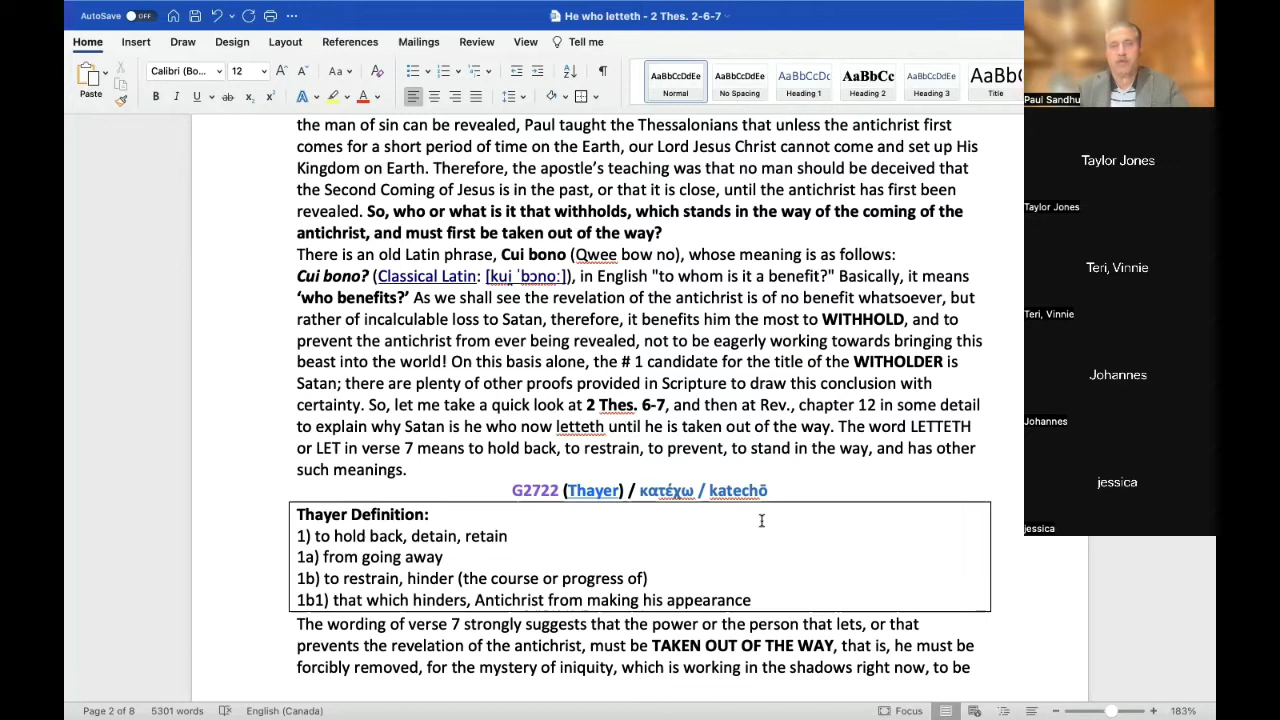 AutoSave OFF
He who letteth - 2 Thes. 2-6-7
Home Insert Draw Design Layout References Mailings Review View Tell me
Paste
Calibri (Bo... 12
AaBbCcDdEe AaBbCcDdEe AaBbCcDc AaBbCc AaBbCcDdEe AaBbC
Normal No Spacing Heading 1 Heading 2 Heading 3 Title
the man of sin can be revealed, Paul taught the Thessalonians that unless the antichrist first
comes for a short period of time on the Earth, our Lord Jesus Christ cannot come and set up His
Kingdom on Earth. Therefore, the apostle’s teaching was that no man should be deceived that
the Second Coming of Jesus is in the past, or that it is close, until the antichrist has first been
revealed. So, who or what is it that withholds, which stands in the way of the coming of the
antichrist, and must first be taken out of the way?
There is an old Latin phrase, Cui bono (Qwee bow no), whose meaning is as follows:
Cui bono? (Classical Latin: [kui̯ ˈbɔnoː]), in English "to whom is it a benefit?" Basically, it means
‘who benefits?’ As we shall see the revelation of the antichrist is of no benefit whatsoever, but
rather of incalculable loss to Satan, therefore, it benefits him the most to WITHHOLD, and to
prevent the antichrist from ever being revealed, not to be eagerly working towards bringing this
beast into the world! On this basis alone, the # 1 candidate for the title of the WITHOLDER is
Satan; there are plenty of other proofs provided in Scripture to draw this conclusion with
certainty. So, let me take a quick look at 2 Thes. 6-7, and then at Rev., chapter 12 in some detail
to explain why Satan is he who now letteth until he is taken out of the way. The word LETTETH
or LET in verse 7 means to hold back, to restrain, to prevent, to stand in the way, and has other
such meanings.
G2722 (Thayer) / κατέχω / katechō
Thayer Definition:
1) to hold back, detain, retain
1a) from going away
1b) to restrain, hinder (the course or progress of)
1b1) that which hinders, Antichrist from making his appearance
The wording of verse 7 strongly suggests that the power or the person that lets, or that
prevents the revelation of the antichrist, must be TAKEN OUT OF THE WAY, that is, he must be
forcibly removed, for the mystery of iniquity, which is working in the shadows right now, to be
Page 2 of 8 5301 words English (Canada) Focus 183%
Paul Sandhu
Taylor Jones
Taylor Jones
Teri, Vinnie
Teri, Vinnie
Johannes
Johannes
jessica
jessica